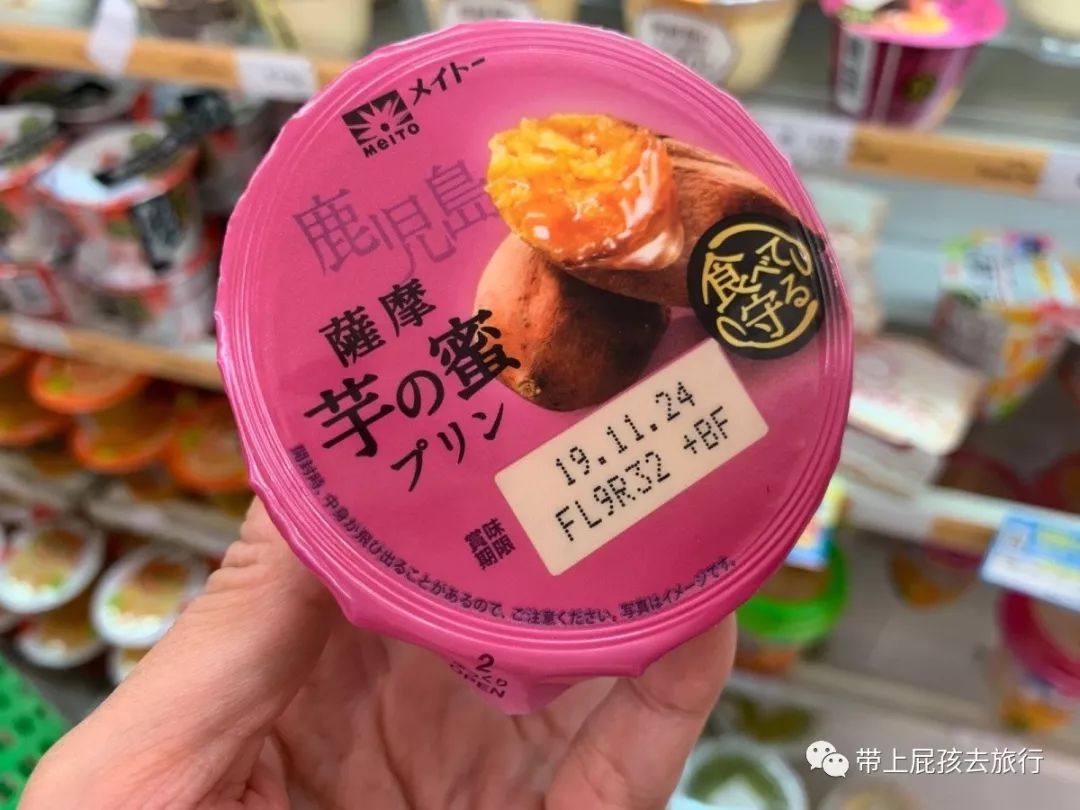 メイトー
MeiTO
鹿児島
薩摩
芋の蜜
プリン
食べて
守る
19.11.24
FL9R32 +BF
賞味
期限
開封時、中身が飛び出ることがあるので、ご注意ください。写真はイメージです。
2
OPEN
带上屁孩去旅行